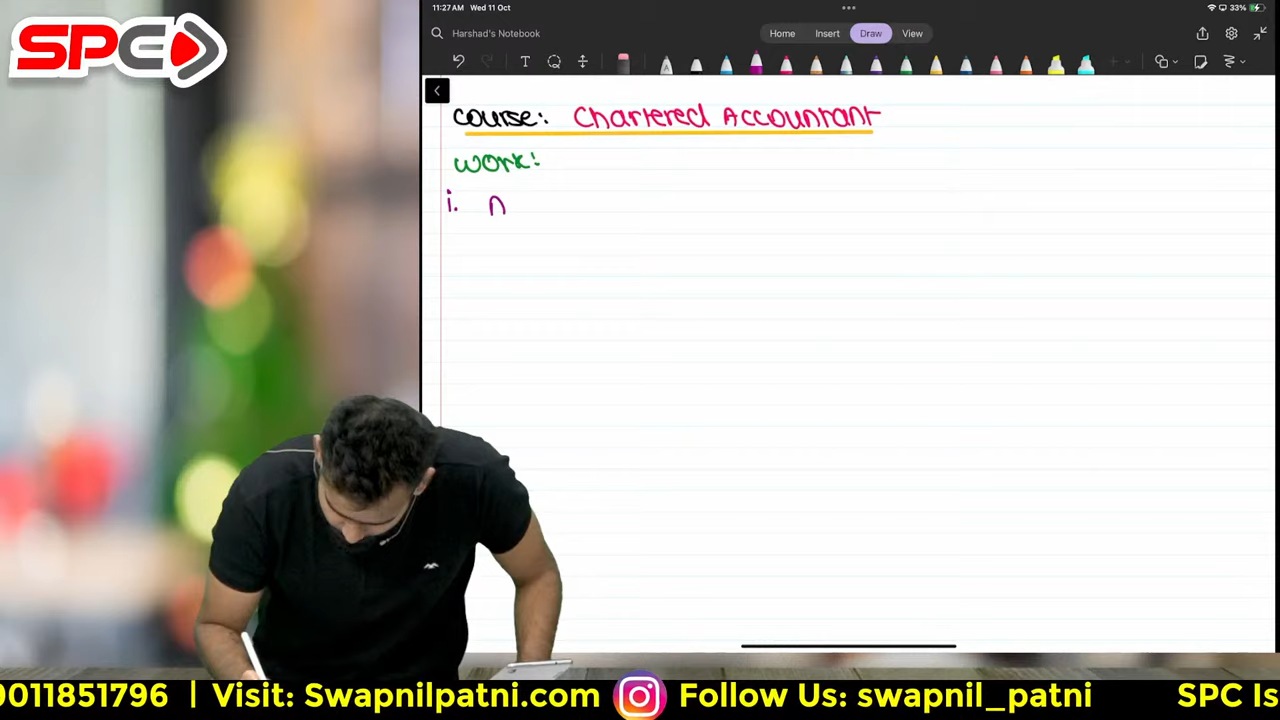 SPC
11:27 AM Wed 11 Oct
33%
Harshad's Notebook
Home Insert Draw View
T
Course: Chartered Accountant
Work:
i. n
9011851796 | Visit: Swapnilpatni.com Follow Us: swapnil_patni SPC Is